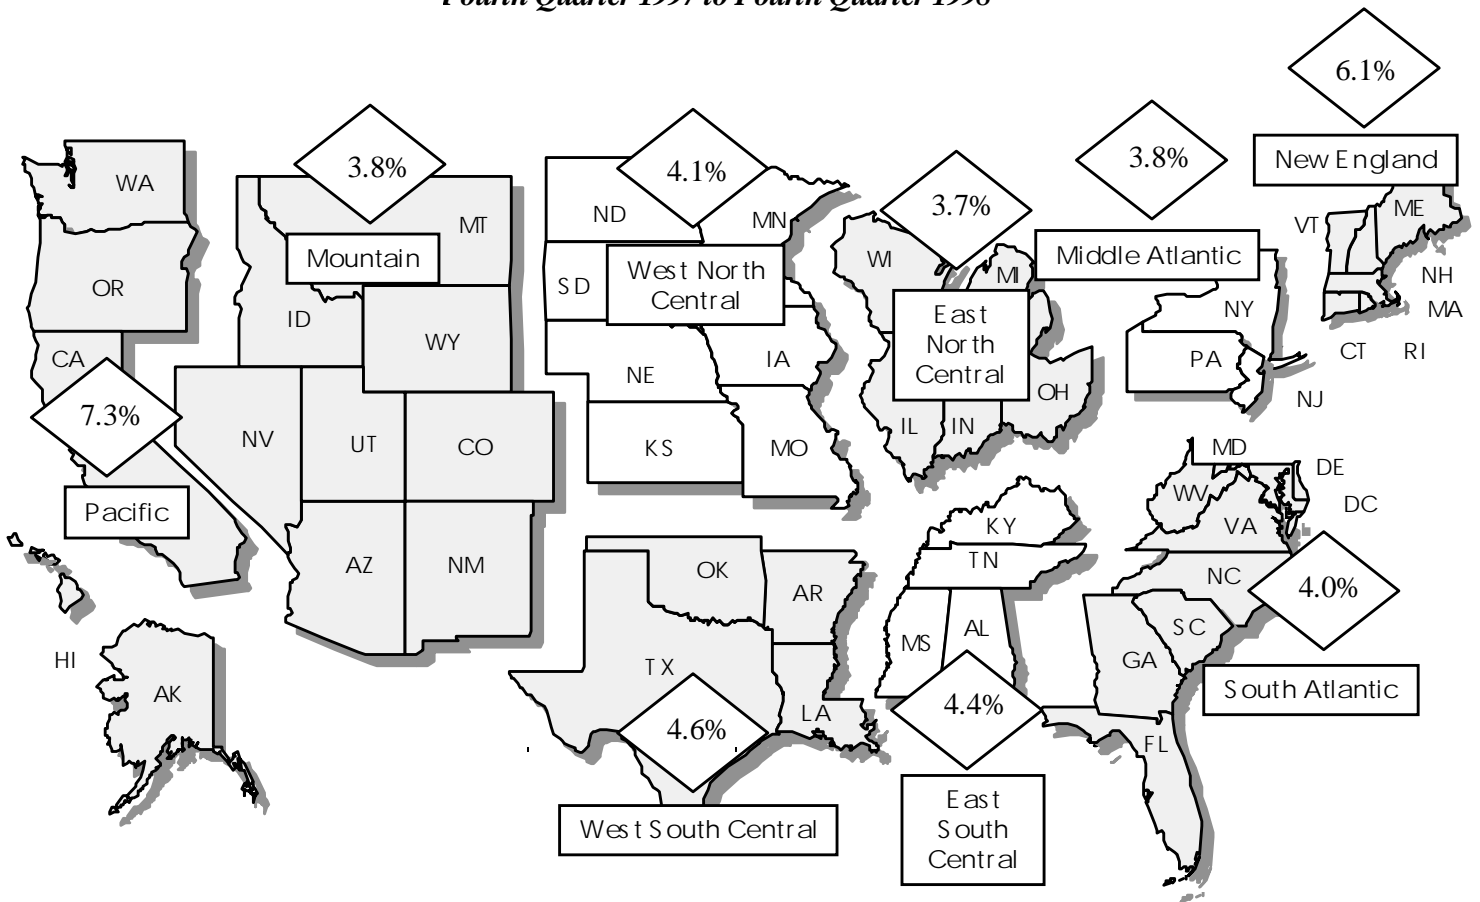 Fourth Quarter 1997 to Fourth Quarter 1998
6.1%
New England
3.8%
Mountain
4.1%
West North
Central
3.7%
East
North
Central
3.8%
Middle Atlantic
7.3%
Pacific
4.6%
West South Central
4.4%
East
South
Central
4.0%
South Atlantic
WA
OR
CA
HI
AK
MT
ID
WY
NV
UT
CO
AZ
NM
ND
MN
SD
NE
IA
KS
MO
WI
MI
IL
IN
OH
NY
PA
NJ
VT
ME
NH
MA
CT
RI
OK
AR
TX
LA
KY
TN
MS
AL
MD
DE
DC
WV
VA
NC
SC
GA
FL